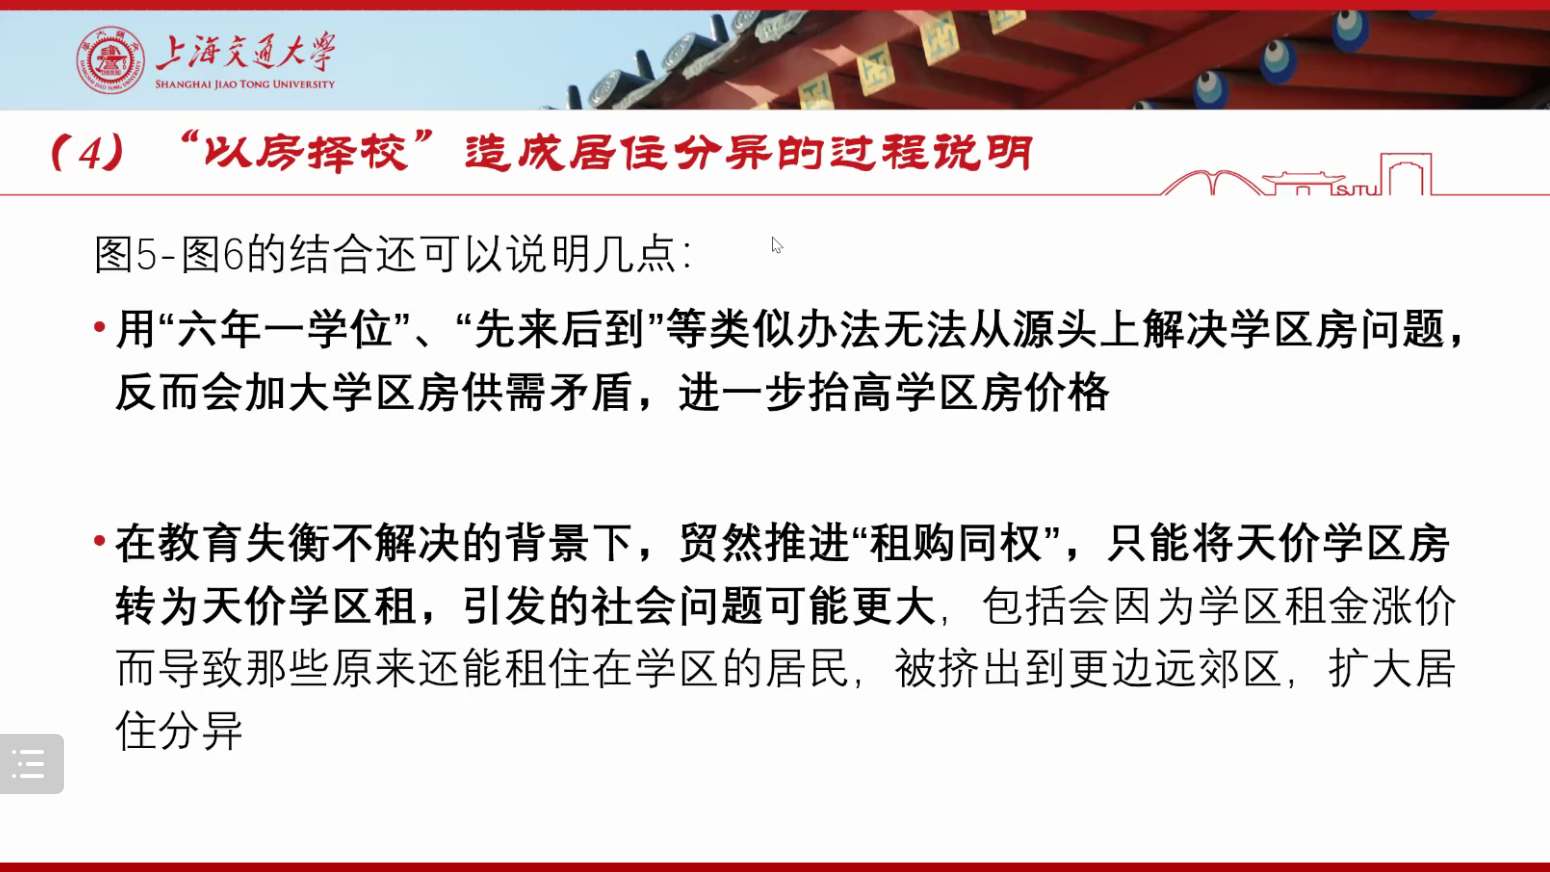 上海交通大学
SHANGHAI JIAO TONG UNIVERSITY
（4）“以房择校”造成居住分异的过程说明
SJTU
图5-图6的结合还可以说明几点：
•用“六年一学位”、“先来后到”等类似办法无法从源头上解决学区房问题，
反而会加大学区房供需矛盾，进一步抬高学区房价格
•在教育失衡不解决的背景下，贸然推进“租购同权”，只能将天价学区房
转为天价学区租，引发的社会问题可能更大，包括会因为学区租金涨价
而导致那些原来还能租住在学区的居民，被挤出到更边远郊区，扩大居
住分异